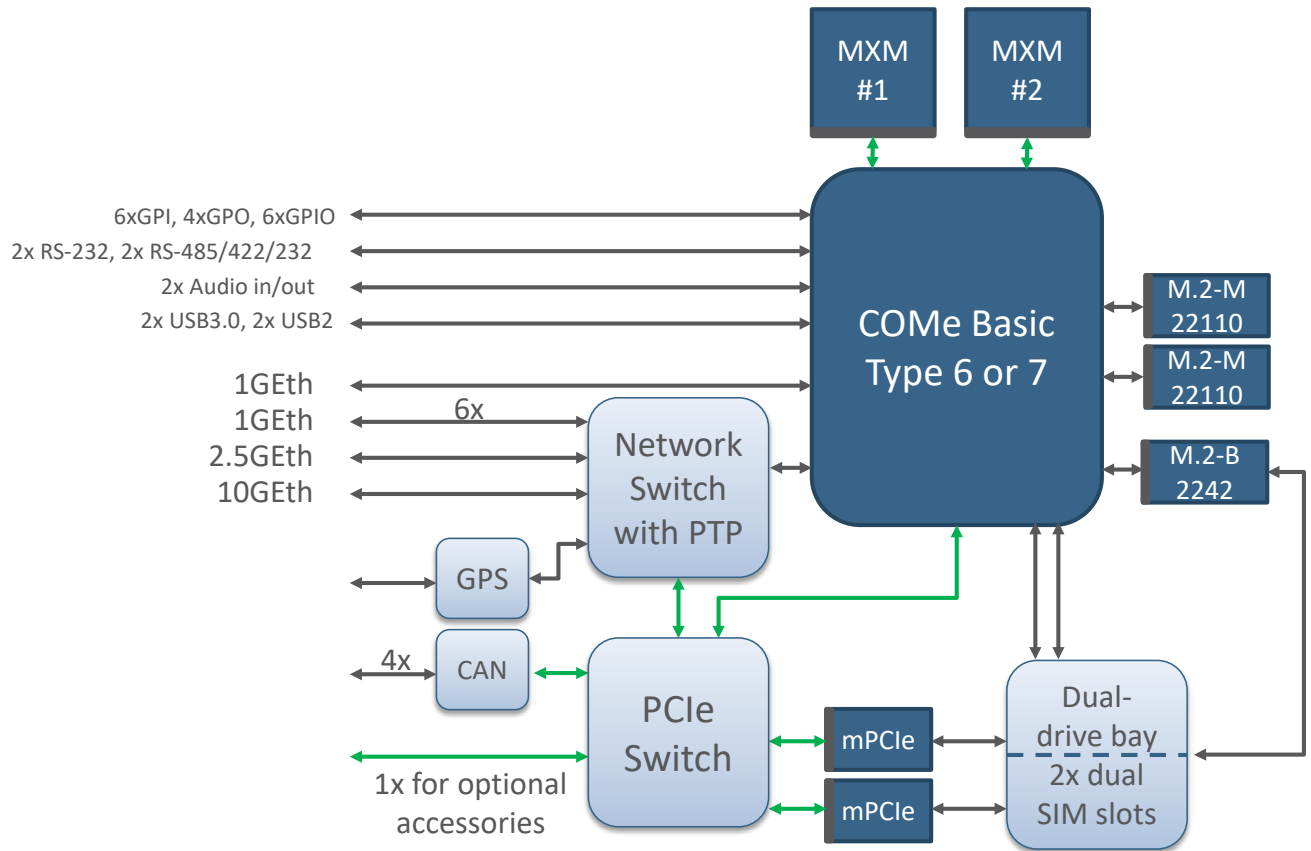 MXM
#1
MXM
#2
6xGPI, 4xGPO, 6xGPIO
2x RS-232, 2x RS-485/422/232
2x Audio in/out
2x USB3.0, 2x USB2
COMe Basic
Type 6 or 7
M.2-M
22110
M.2-M
22110
M.2-B
2242
1GEth
1GEth
6x
2.5GEth
10GEth
Network
Switch
with PTP
GPS
4x
CAN
PCIe
Switch
1x for optional
accessories
mPCIe
mPCIe
Dual-
drive bay
2x dual
SIM slots